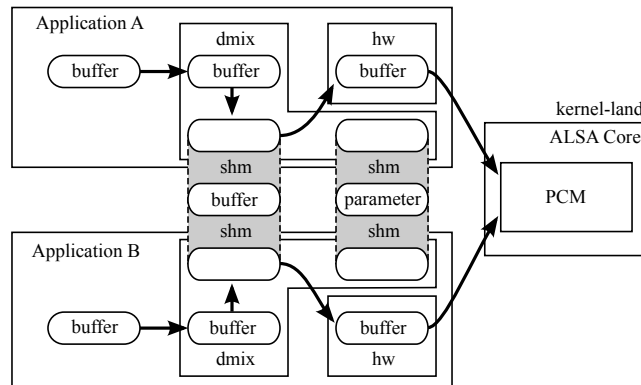 Application A
dmix
hw
buffer
buffer
buffer
kernel-land
ALSA Core
shm
shm
buffer
parameter
PCM
shm
shm
Application B
buffer
buffer
buffer
dmix
hw